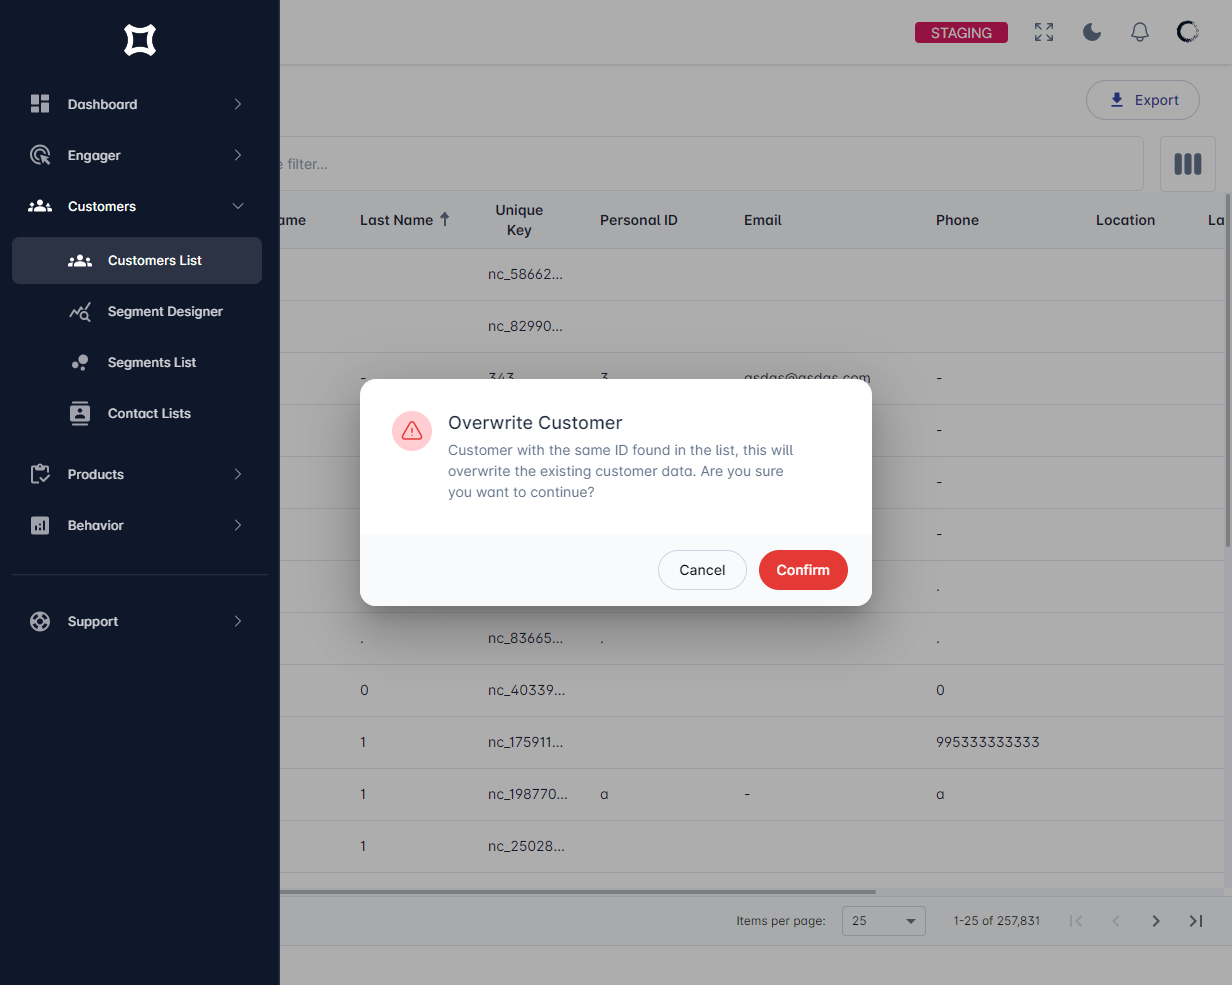 STAGING
Dashboard
Engager
Customers
Customers List
Segment Designer
Segments List
Contact Lists
Products
Behavior
Support
Export
filter...
Last Name
Unique
Key
Personal ID
Email
Phone
Location
nc_58662...
nc_82990...
- 343 3 asdas@asdas.com -
-
-
-
.
. nc_83665... . .
0 nc_40339... 0
1 nc_175911... 995333333333
1 nc_198770... a - a
1 nc_25028...
Overwrite Customer
Customer with the same ID found in the list, this will
overwrite the existing customer data. Are you sure
you want to continue?
Cancel
Confirm
Items per page: 25 1-25 of 257,831